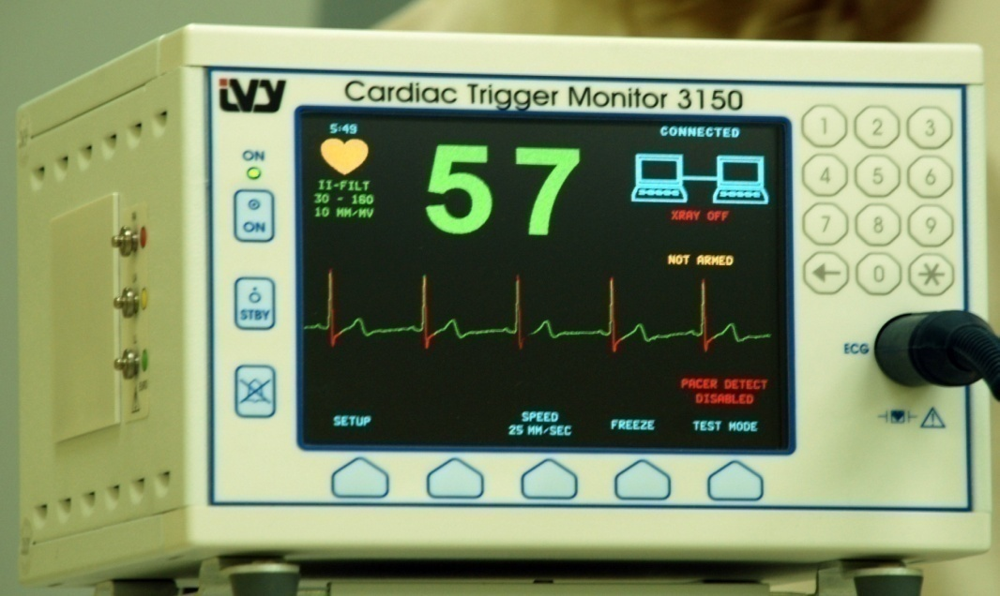 ivy Cardiac Trigger Monitor 3150
5:49
CONNECTED
57
II-FILT
30 - 160
10 MM/MV
XRAY OFF
NOT ARMED
PACER DETECT
DISABLED
SETUP
SPEED
25 MM/SEC
FREEZE
TEST MODE
ON
ON
STBY
1 2 3
4 5 6
7 8 9
0
ECG